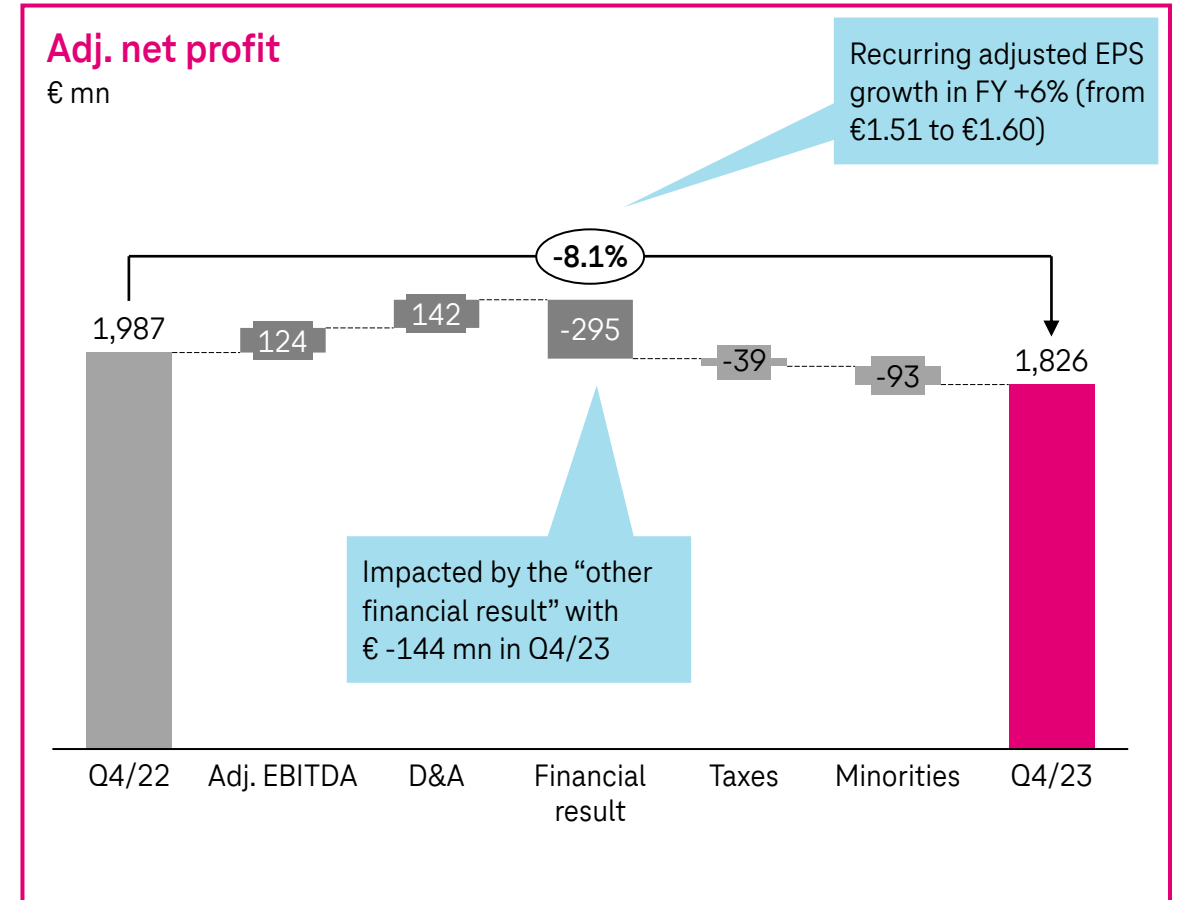 Adj. net profit
€ mn
Recurring adjusted EPS
growth in FY +6% (from
€1.51 to €1.60)
-8.1%
1,987
124
142
-295
-39
-93
1,826
Impacted by the “other
financial result” with
€ -144 mn in Q4/23
Q4/22
Adj. EBITDA
D&A
Financial
result
Taxes
Minorities
Q4/23